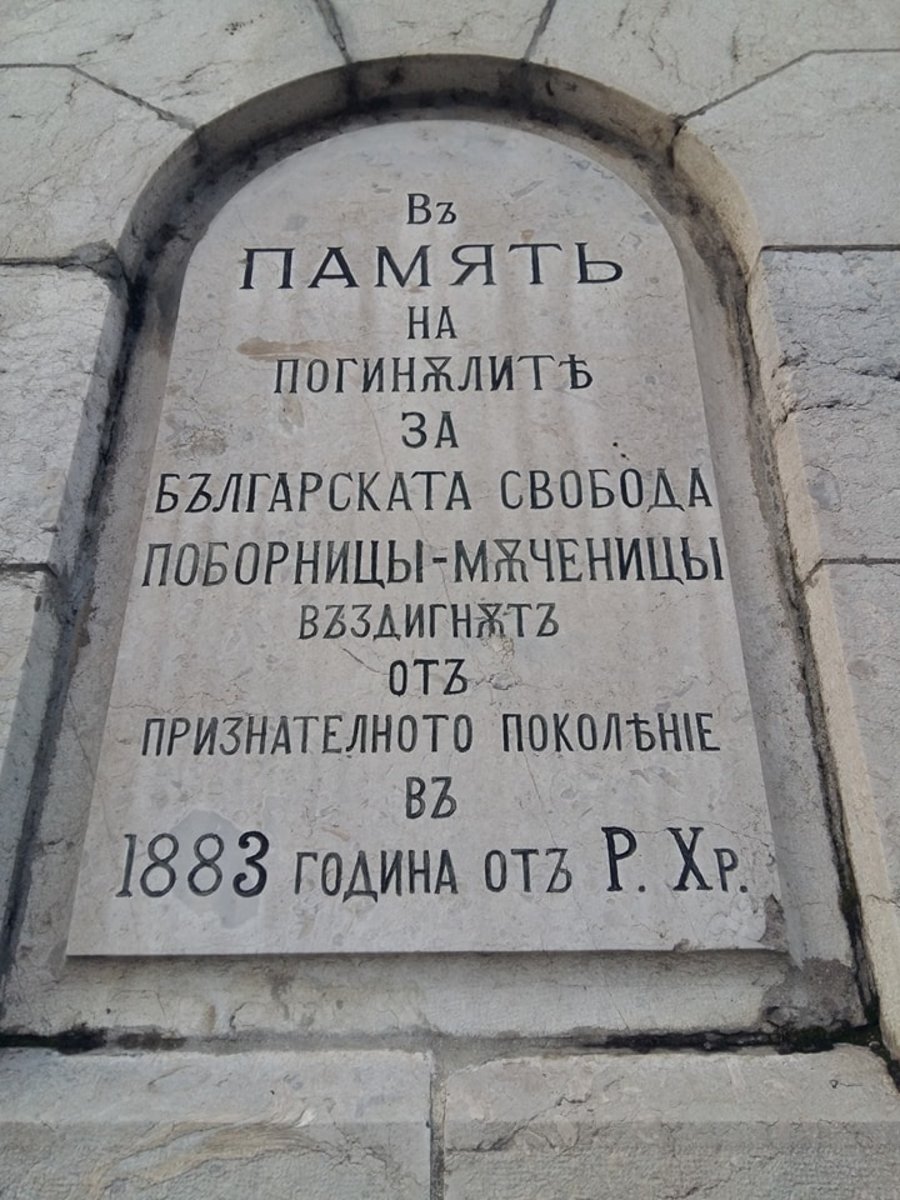 Въ
ПАМЯТЬ
НА
ПОГИНѪЛИТѢ
ЗА
БЪЛГАРСКАТА СВОБОДА
ПОБОРНИЦЫ-МѪЧЕНИЦЫ
ВЪЗДИГНѪТЪ
ОТЪ
ПРИЗНАТЕЛНОТО ПОКОЛѢНІЕ
ВЪ
1883 ГОДИНА ОТЪ Р. ХР.